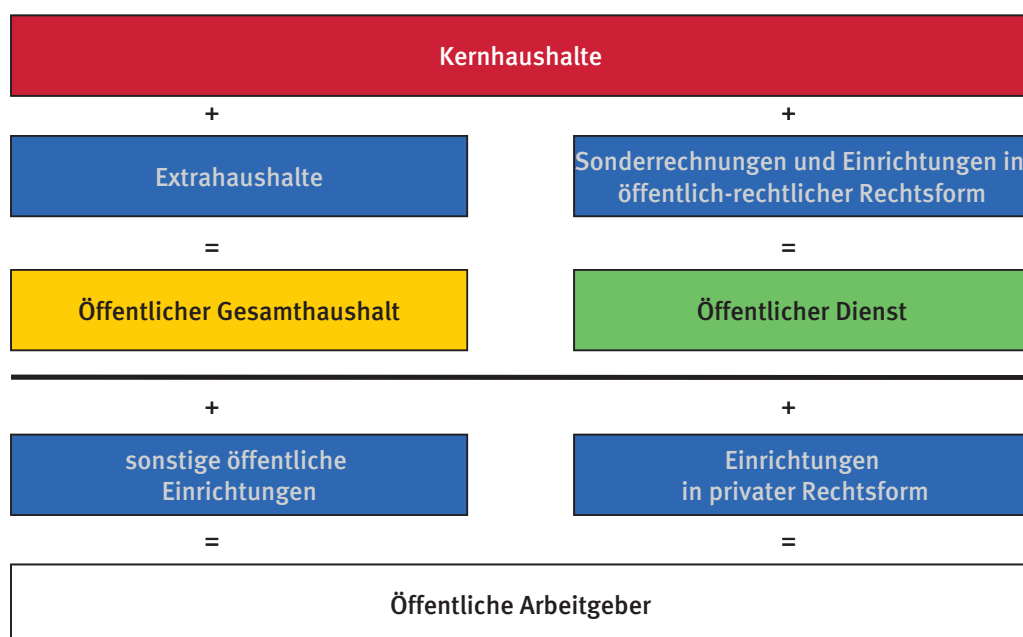 Kernhaushalte
+
+
Extrahaushalte
Sonderrechnungen und Einrichtungen in
öffentlich-rechtlicher Rechtsform
=
=
Öffentlicher Gesamthaushalt
Öffentlicher Dienst
+
+
sonstige öffentliche
Einrichtungen
Einrichtungen
in privater Rechtsform
=
=
Öffentliche Arbeitgeber